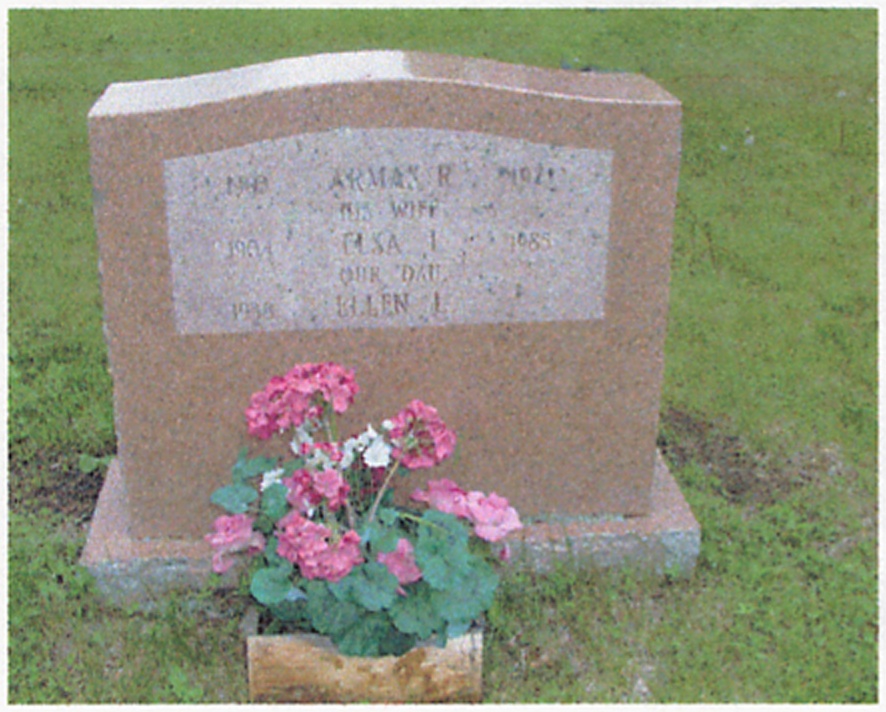 ARMAS R
HIS WIFE
1904 ELSA I 1985
OUR DAU
1938 ELLEN L